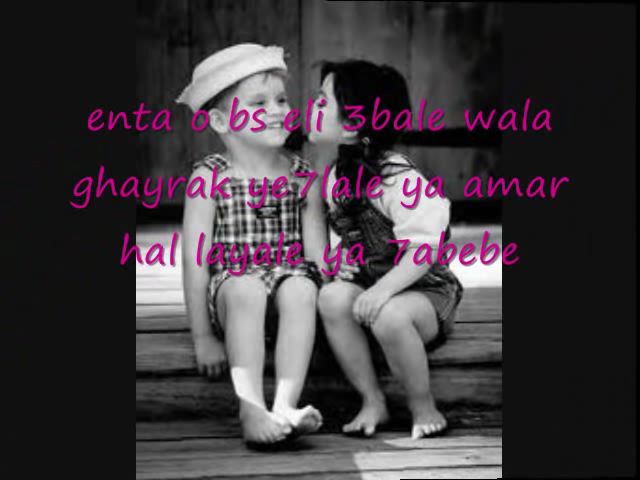 enta o bs eli 3bale wala
ghayrak ye7lale ya amar
hal layale ya 7abebe